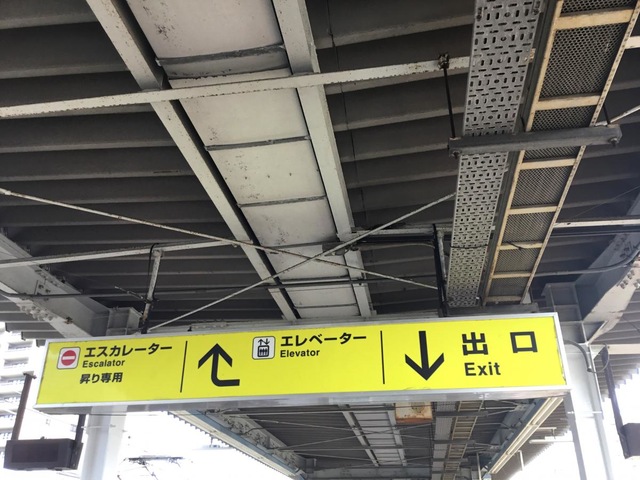 エスカレーター
Escalator
昇り専用
エレベーター
Elevator
出口
Exit